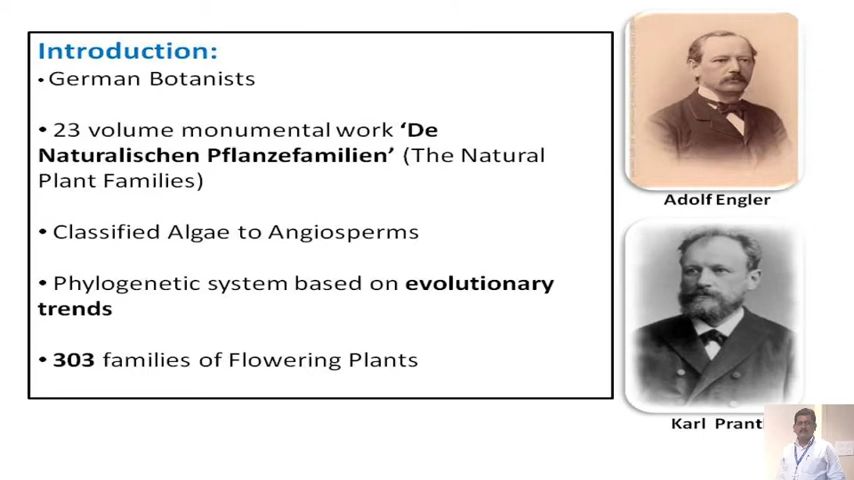 Introduction:
• German Botanists
• 23 volume monumental work ‘De
Naturalischen Pflanzefamilien’ (The Natural
Plant Families)
• Classified Algae to Angiosperms
• Phylogenetic system based on evolutionary
trends
• 303 families of Flowering Plants
Adolf Engler
Karl Prant